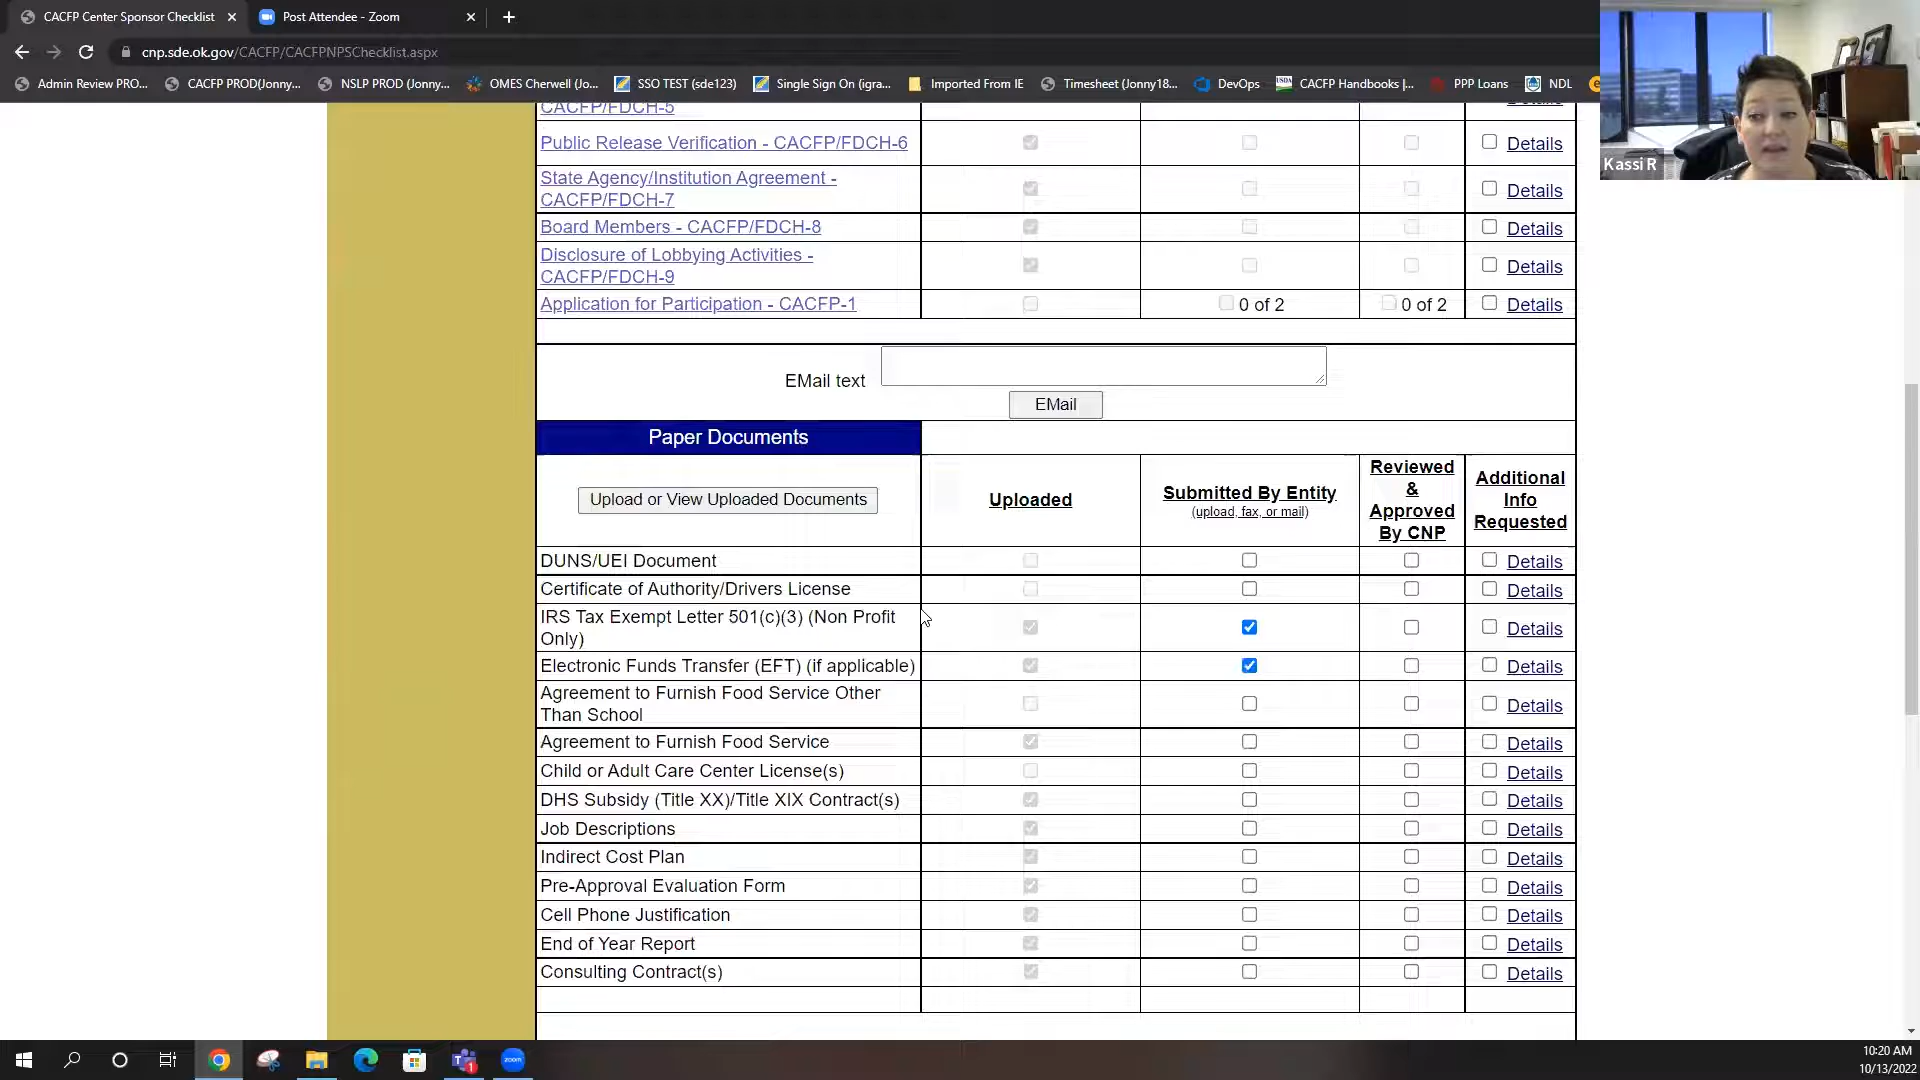 CACFP Center Sponsor Checklist
Post Attendee - Zoom
cnp.sde.ok.gov/CACFP/CACFPNPSChecklist.aspx
Admin Review PRO... CACFP PROD(Jonny... NSLP PROD (Jonny... OMES Cherwell (Jo... SSO TEST (sde123) Single Sign On (igra... Imported From IE Timesheet (Jonny18... DevOps CACFP Handbooks |... PPP Loans NDL
Kassi R
CACFP/FDCH-5 Details
Public Release Verification - CACFP/FDCH-6 Details
State Agency/Institution Agreement -
CACFP/FDCH-7 Details
Board Members - CACFP/FDCH-8 Details
Disclosure of Lobbying Activities -
CACFP/FDCH-9 Details
Application for Participation - CACFP-1 0 of 2 0 of 2 Details
EMail text
EMail
Paper Documents
Upload or View Uploaded Documents
Uploaded
Submitted By Entity
(upload, fax, or mail)
Reviewed
&
Approved
By CNP
Additional
Info
Requested
DUNS/UEI Document Details
Certificate of Authority/Drivers License Details
IRS Tax Exempt Letter 501(c)(3) (Non Profit
Only) Details
Electronic Funds Transfer (EFT) (if applicable) Details
Agreement to Furnish Food Service Other
Than School Details
Agreement to Furnish Food Service Details
Child or Adult Care Center License(s) Details
DHS Subsidy (Title XX)/Title XIX Contract(s) Details
Job Descriptions Details
Indirect Cost Plan Details
Pre-Approval Evaluation Form Details
Cell Phone Justification Details
End of Year Report Details
Consulting Contract(s) Details
10:20 AM
10/13/2022